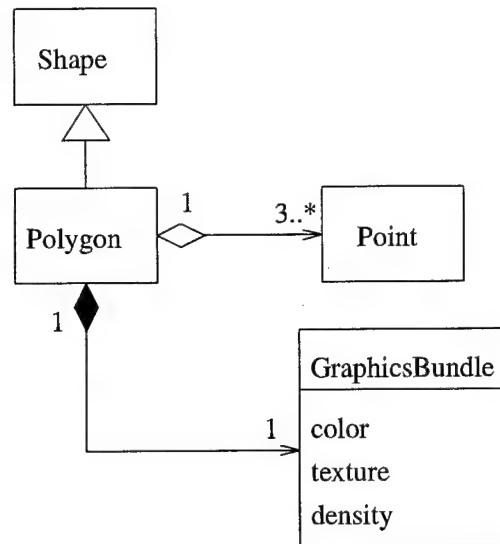 Shape
1
3..*
Polygon
Point
1
GraphicsBundle
1
color
texture
density